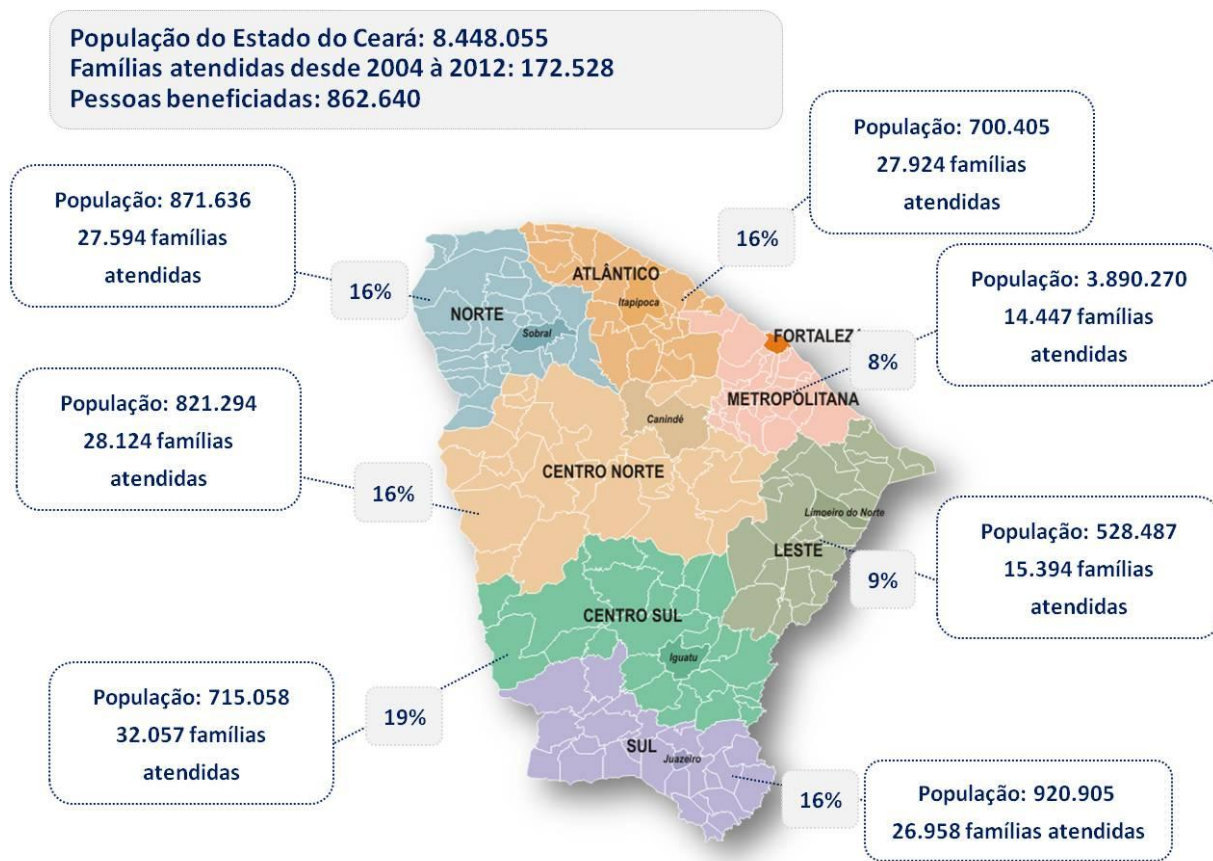 População do Estado do Ceará: 8.448.055
Famílias atendidas desde 2004 à 2012: 172.528
Pessoas beneficiadas: 862.640
População: 700.405
27.924 famílias
atendidas
16%
População: 871.636
27.594 famílias
atendidas
16%
População: 3.890.270
14.447 famílias
atendidas
8%
População: 821.294
28.124 famílias
atendidas
16%
População: 528.487
15.394 famílias
atendidas
9%
População: 715.058
32.057 famílias
atendidas
19%
População: 920.905
26.958 famílias atendidas
16%
ATLÂNTICO
Itapipoca
NORTE
Sobral
FORTALEZ
METROPOLITANA
Canindé
CENTRO NORTE
Limoeiro do Norte
LESTE
CENTRO SUL
Iguatu
SUL
Juazeiro